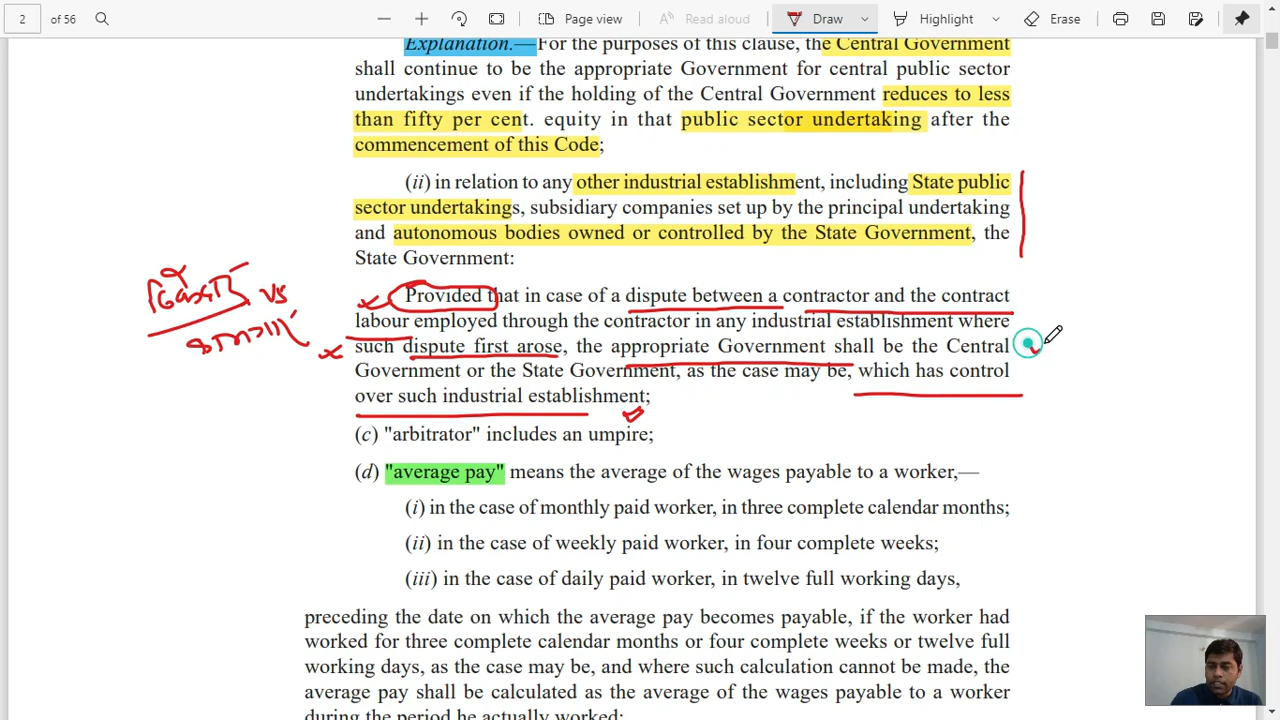 2 of 56 Page view Read aloud Draw Highlight Erase
Explanation.—For the purposes of this clause, the Central Government
shall continue to be the appropriate Government for central public sector
undertakings even if the holding of the Central Government reduces to less
than fifty per cent. equity in that public sector undertaking after the
commencement of this Code;
(ii) in relation to any other industrial establishment, including State public
sector undertakings, subsidiary companies set up by the principal undertaking
and autonomous bodies owned or controlled by the State Government, the
State Government:
Provided that in case of a dispute between a contractor and the contract
labour employed through the contractor in any industrial establishment where
such dispute first arose, the appropriate Government shall be the Central
Government or the State Government, as the case may be, which has control
over such industrial establishment;
(c) "arbitrator" includes an umpire;
(d) "average pay" means the average of the wages payable to a worker,—
(i) in the case of monthly paid worker, in three complete calendar months;
(ii) in the case of weekly paid worker, in four complete weeks;
(iii) in the case of daily paid worker, in twelve full working days,
preceding the date on which the average pay becomes payable, if the worker had
worked for three complete calendar months or four complete weeks or twelve full
working days, as the case may be, and where such calculation cannot be made, the
average pay shall be calculated as the average of the wages payable to a worker
during the period he actually worked;
vs